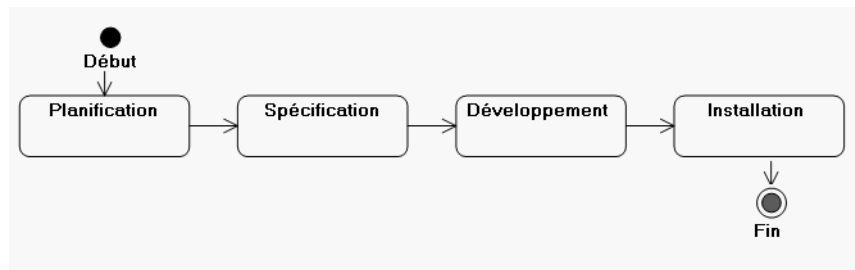 Début
Planification
Spécification
Développement
Installation
Fin